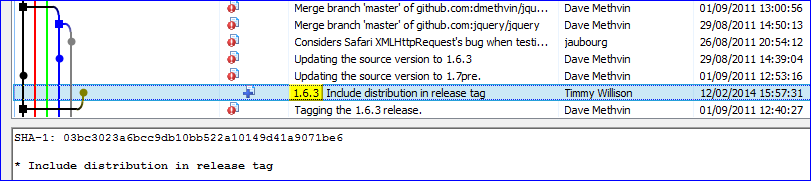 Merge branch 'master' of github.com:dmethvin/jqu... Dave Methvin 01/09/2011 13:00:56
Merge branch 'master' of github.com/jquery/jquery Dave Methvin 29/08/2011 14:50:13
Considers Safari XMLHttpRequest's bug when testi... jaubourg 26/08/2011 20:54:12
Updating the source version to 1.6.3 Dave Methvin 29/08/2011 14:39:04
Updating the source version to 1.7pre. Dave Methvin 01/09/2011 12:53:16
1.6.3 Include distribution in release tag Timmy Willison 12/02/2014 15:57:31
Tagging the 1.6.3 release. Dave Methvin 01/09/2011 12:40:27
SHA-1: 03bc3023a6bcc9db10bb522a10149d41a9071be6
* Include distribution in release tag